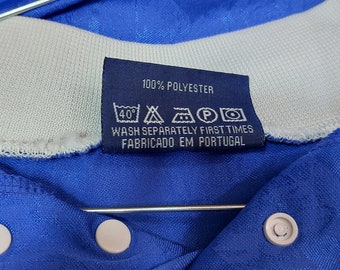 100% POLYESTER
40° P
WASH SEPARATELY FIRST TIMES
FABRICADO EM PORTUGAL